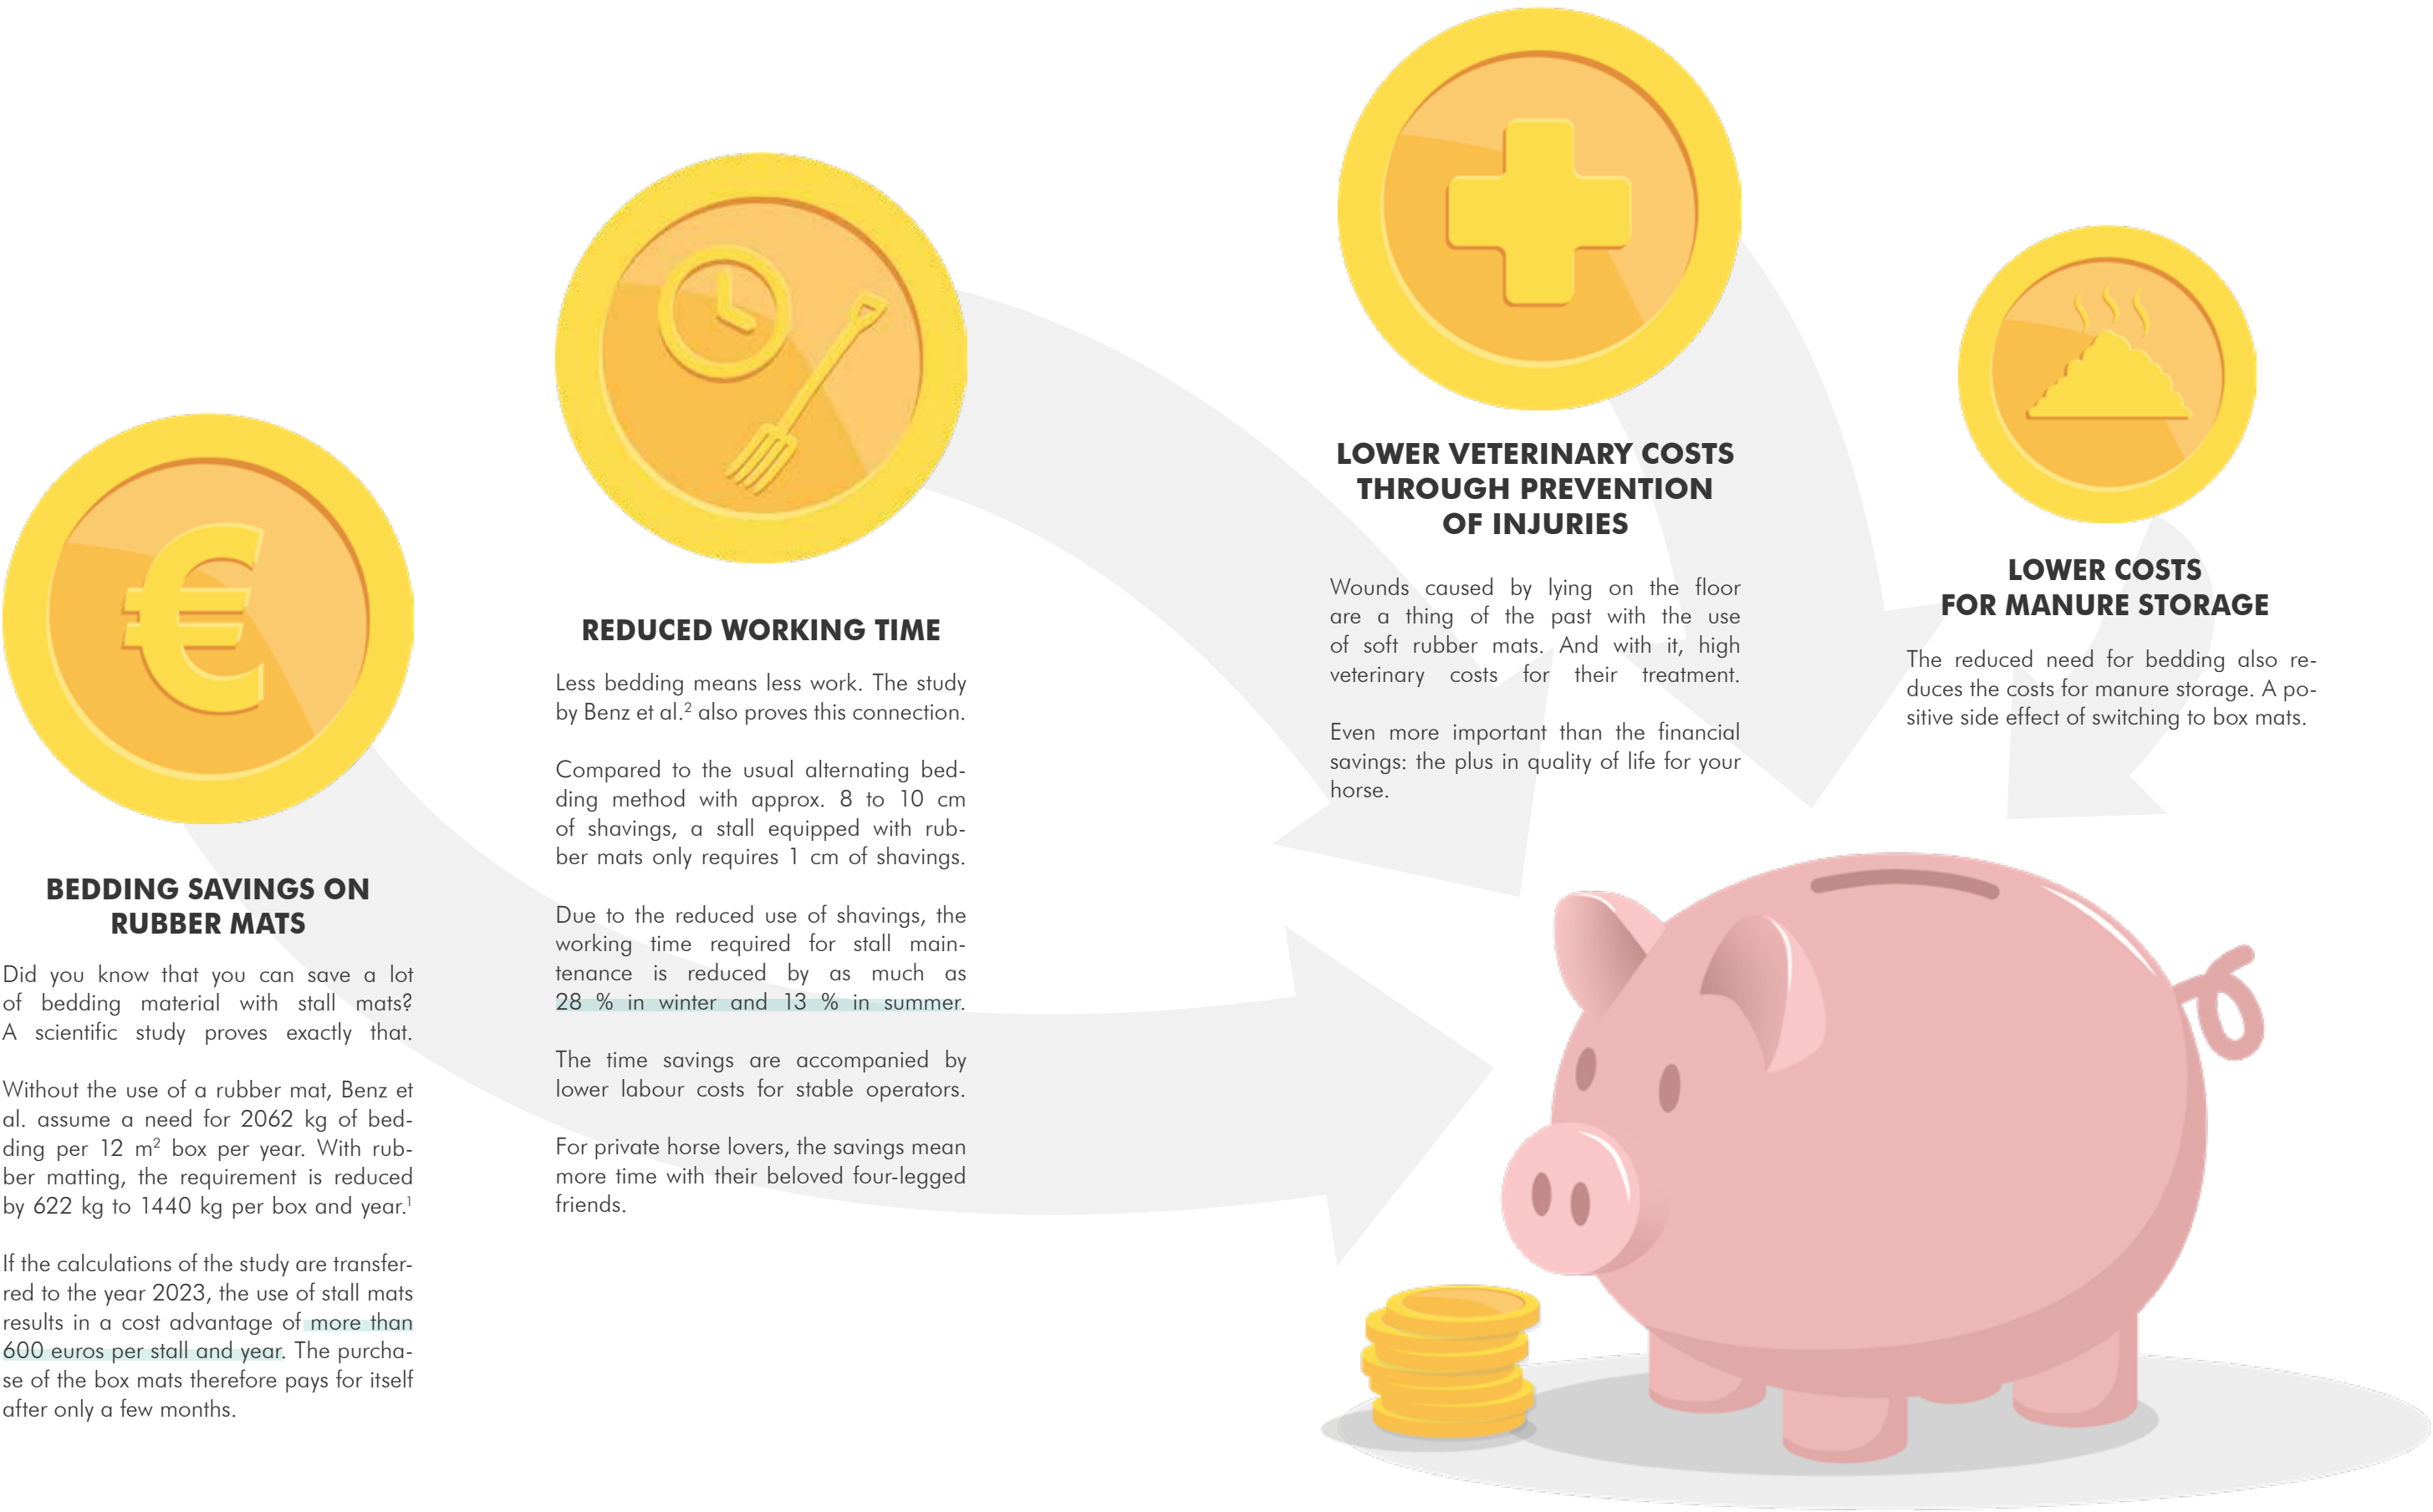 BEDDING SAVINGS ON
RUBBER MATS
Did you know that you can save a lot
of bedding material with stall mats?
A scientific study proves exactly that.
Without the use of a rubber mat, Benz et
al. assume a need for 2062 kg of bed-
ding per 12 m² box per year. With rub-
ber matting, the requirement is reduced
by 622 kg to 1440 kg per box and year.¹
If the calculations of the study are transfer-
red to the year 2023, the use of stall mats
results in a cost advantage of more than
600 euros per stall and year. The purcha-
se of the box mats therefore pays for itself
after only a few months.
REDUCED WORKING TIME
Less bedding means less work. The study
by Benz et al.² also proves this connection.
Compared to the usual alternating bed-
ding method with approx. 8 to 10 cm
of shavings, a stall equipped with rub-
ber mats only requires 1 cm of shavings.
Due to the reduced use of shavings, the
working time required for stall main-
tenance is reduced by as much as
28 % in winter and 13 % in summer.
The time savings are accompanied by
lower labour costs for stable operators.
For private horse lovers, the savings mean
more time with their beloved four-legged
friends.
LOWER VETERINARY COSTS
THROUGH PREVENTION
OF INJURIES
Wounds caused by lying on the floor
are a thing of the past with the use
of soft rubber mats. And with it, high
veterinary costs for their treatment.
Even more important than the financial
savings: the plus in quality of life for your
horse.
LOWER COSTS
FOR MANURE STORAGE
The reduced need for bedding also re-
duces the costs for manure storage. A po-
sitive side effect of switching to box mats.